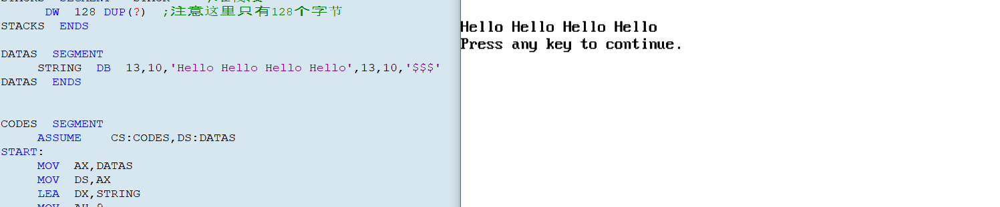 DW 128 DUP(?) ;注意这里只有128个字节
STACKS ENDS
DATAS SEGMENT
STRING DB 13,10,'Hello Hello Hello Hello',13,10,'$$$'
DATAS ENDS
CODES SEGMENT
ASSUME CS:CODES,DS:DATAS
START:
MOV AX,DATAS
MOV DS,AX
LEA DX,STRING
Hello Hello Hello Hello
Press any key to continue.